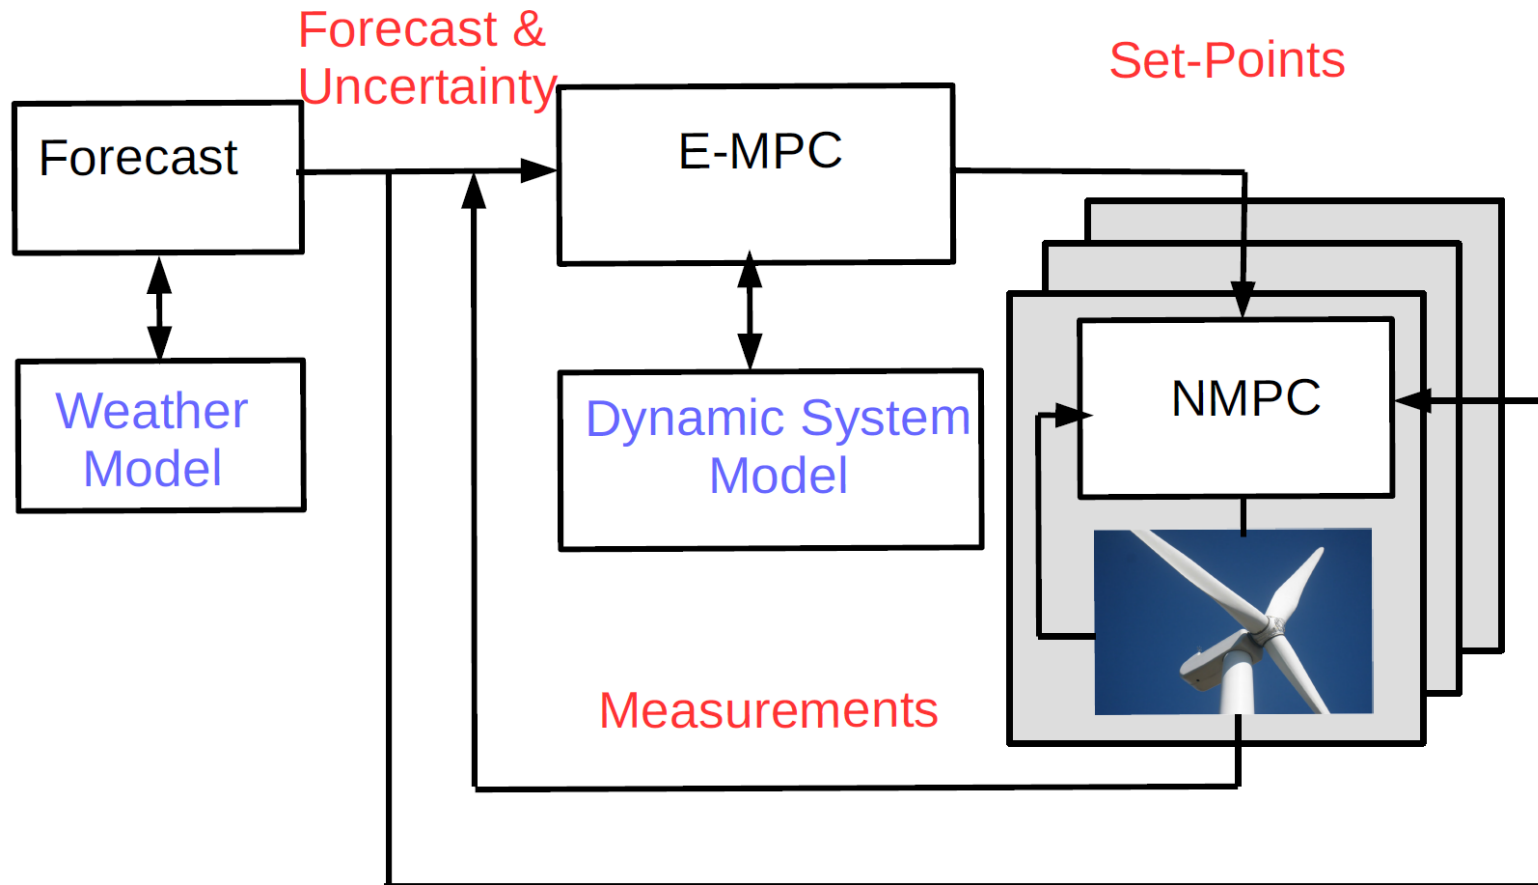 Forecast &
Uncertainty
Set-Points
Forecast
E-MPC
Weather
Model
Dynamic System
Model
NMPC
Measurements